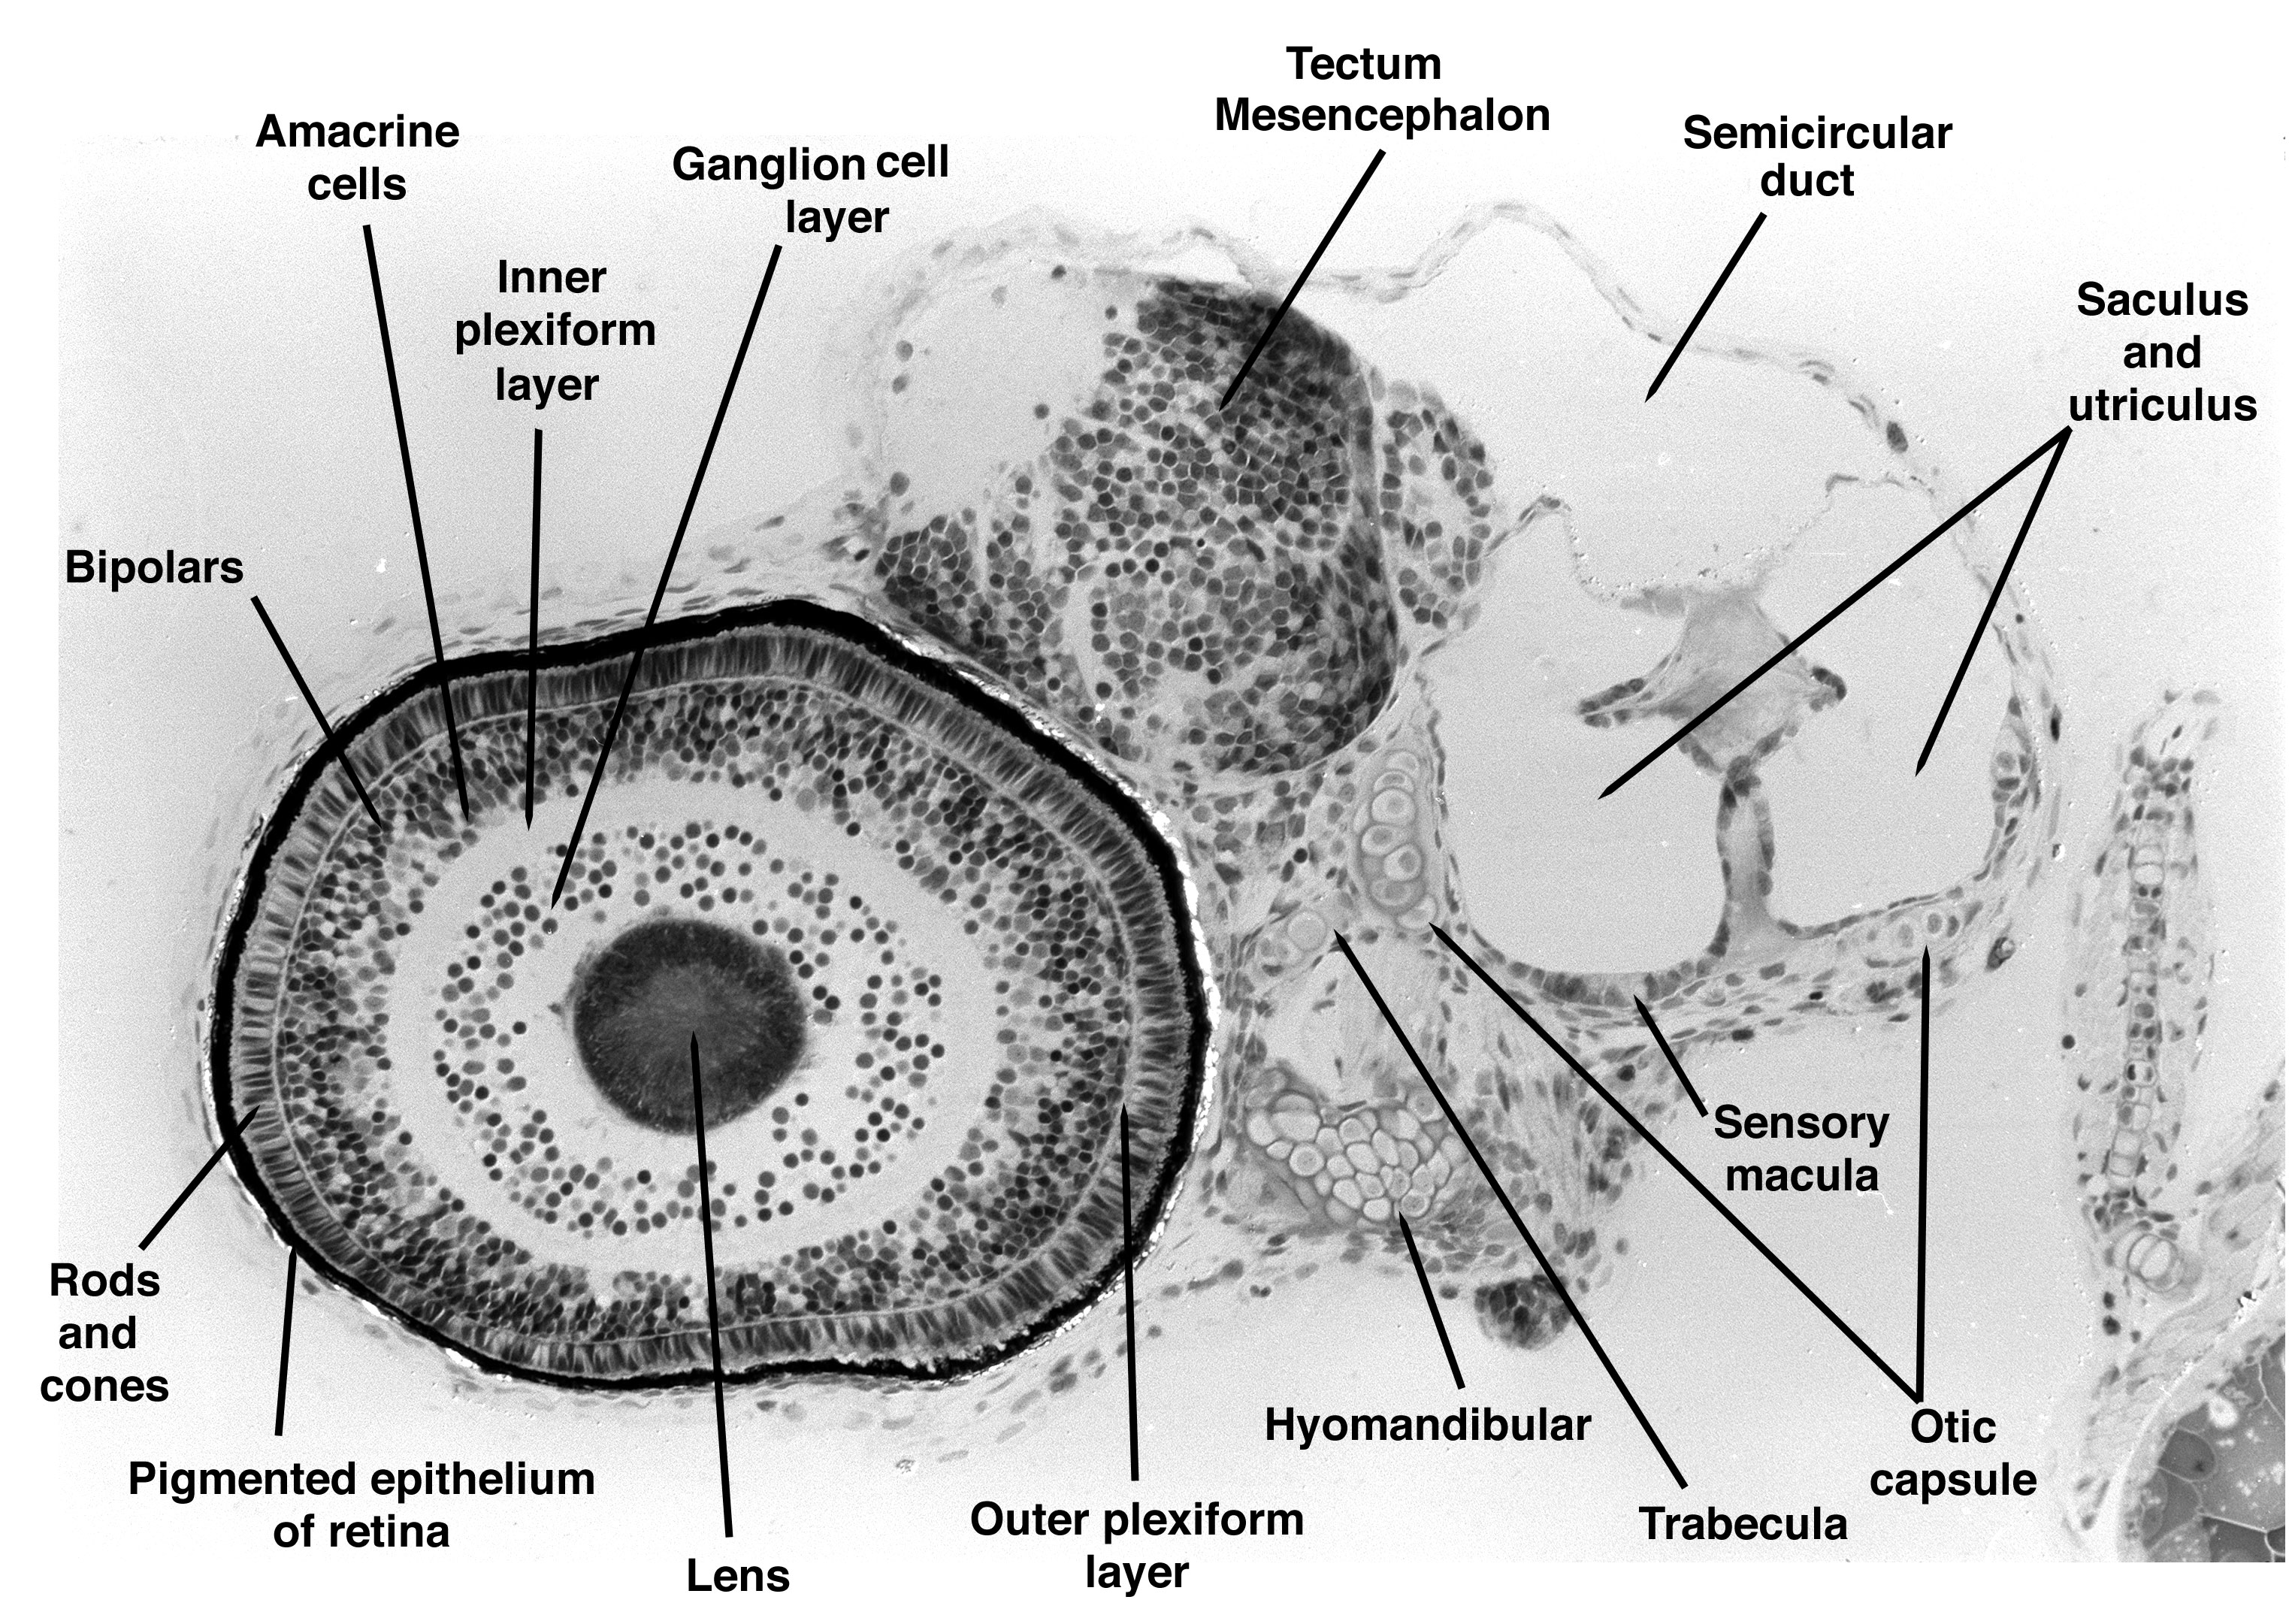 Tectum
Mesencephalon
Amacrine
cells
Ganglion cell
layer
Semicircular
duct
Inner
plexiform
layer
Saculus
and
utriculus
Bipolars
Sensory
macula
Rods
and
cones
Hyomandibular
Otic
capsule
Pigmented epithelium
of retina
Outer plexiform
layer
Trabecula
Lens